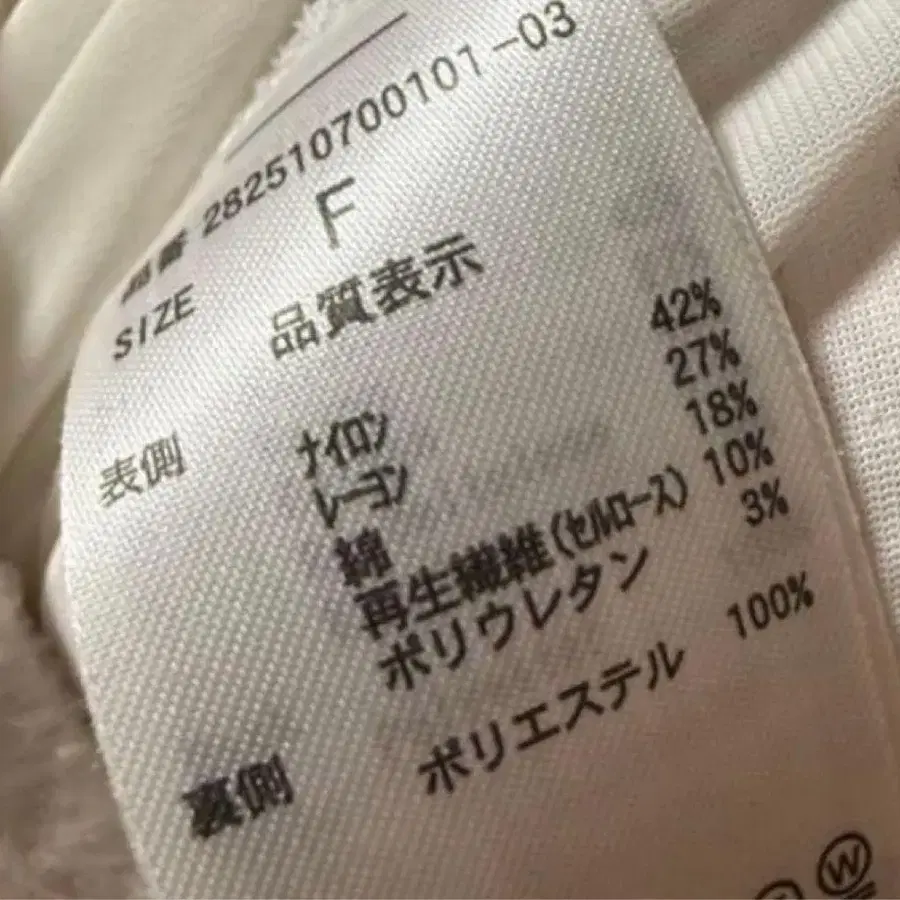 品番 282510700101-03
SIZE F
品質表示
表側 ナイロン 42%
レーヨン 27%
綿 18%
再生繊維(セルロース) 10%
ポリウレタン 3%
裏側 ポリエステル 100%
W